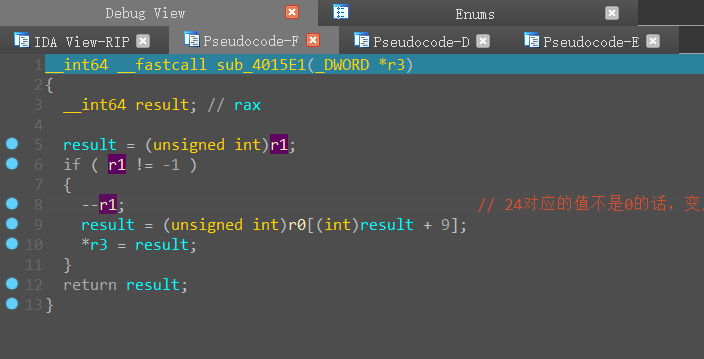 Debug View
Enums
IDA View-RIP
Pseudocode-F
Pseudocode-D
Pseudocode-E
1 __int64 __fastcall sub_4015E1(_DWORD *r3)
2 {
3 __int64 result; // rax
4
5 result = (unsigned int)r1;
6 if ( r1 != -1 )
7 {
8 --r1; // 24对应的值不是0的话，变
9 result = (unsigned int)r0[(int)result + 9];
10 *r3 = result;
11 }
12 return result;
13 }